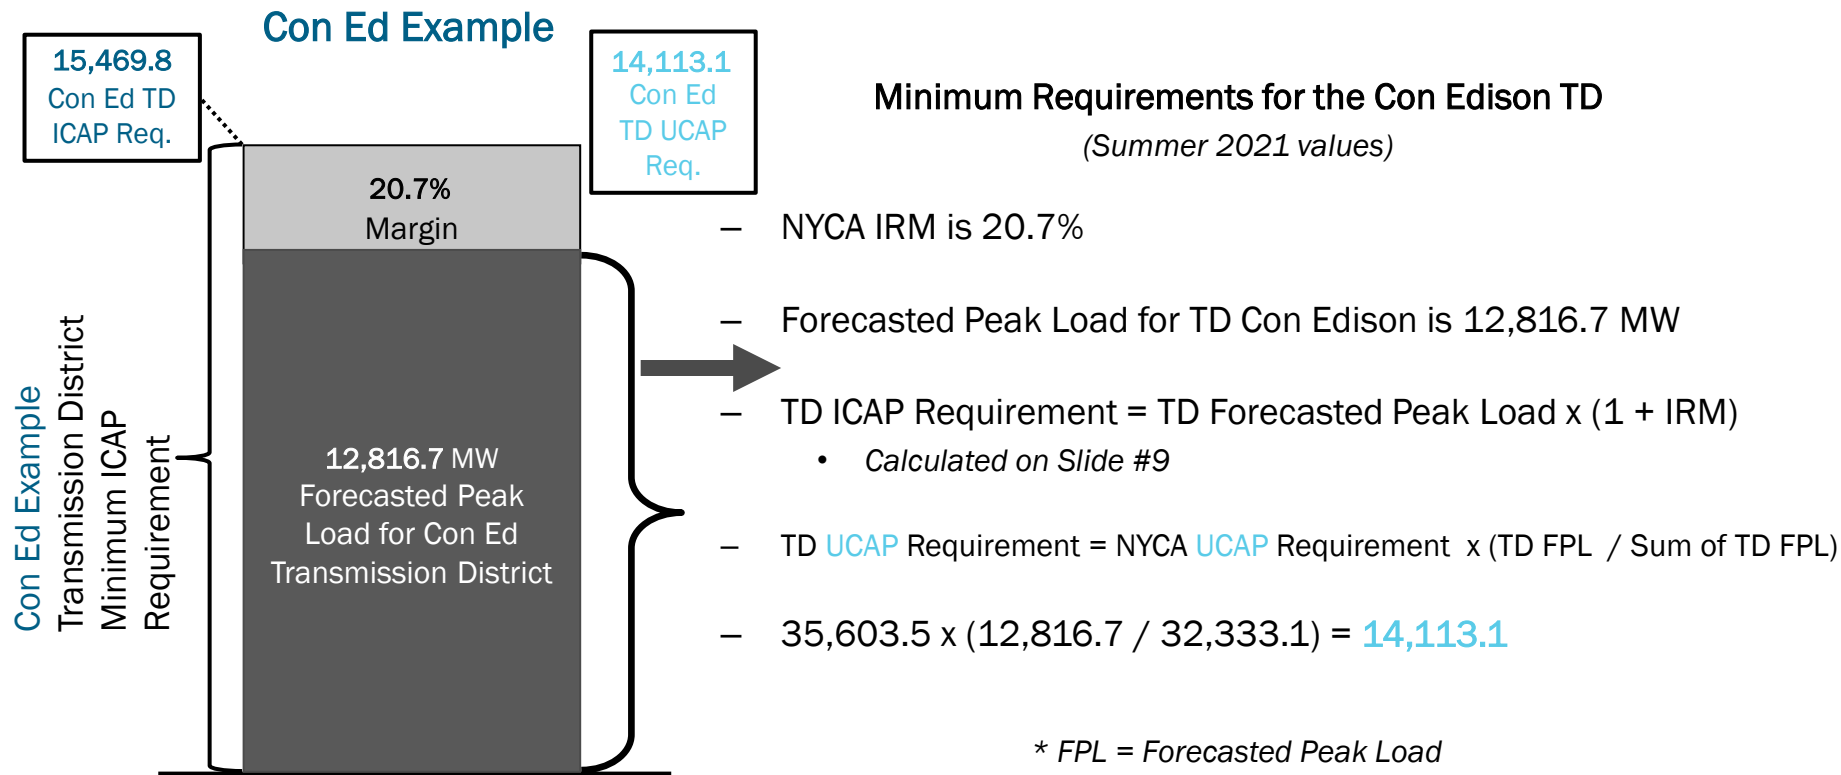 Con Ed Example
15,469.8
Con Ed TD
ICAP Req.
14,113.1
Con Ed
TD UCAP
Req.
20.7%
Margin
12,816.7 MW
Forecasted Peak
Load for Con Ed
Transmission District
Con Ed Example
Transmission District
Minimum ICAP
Requirement
Minimum Requirements for the Con Edison TD
(Summer 2021 values)
– NYCA IRM is 20.7%
– Forecasted Peak Load for TD Con Edison is 12,816.7 MW
– TD ICAP Requirement = TD Forecasted Peak Load x (1 + IRM)
• Calculated on Slide #9
– TD UCAP Requirement = NYCA UCAP Requirement x (TD FPL / Sum of TD FPL)
– 35,603.5 x (12,816.7 / 32,333.1) = 14,113.1
* FPL = Forecasted Peak Load